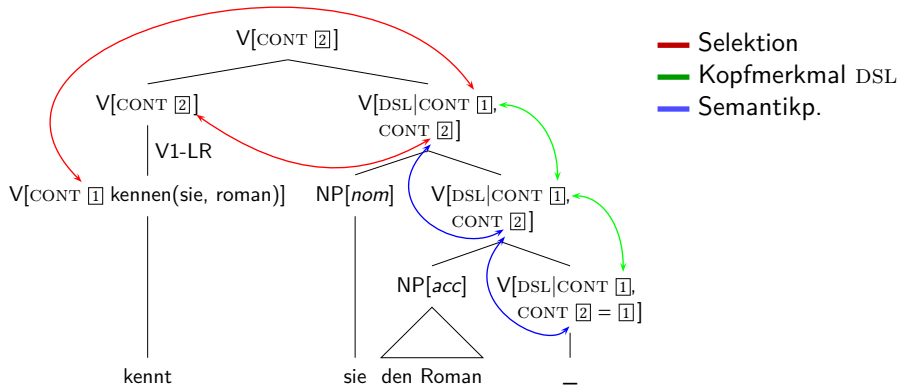 V[CONT 2]
Selektion
Kopfmerkmal DSL
Semantikp.
V[CONT 2]
V[DSL|CONT 1,
CONT 2]
V1-LR
V[CONT 1 kennen(sie, roman)]
NP[nom]
V[DSL|CONT 1,
CONT 2]
NP[acc]
V[DSL|CONT 1,
CONT 2 = 1]
kennt
sie
den Roman
_